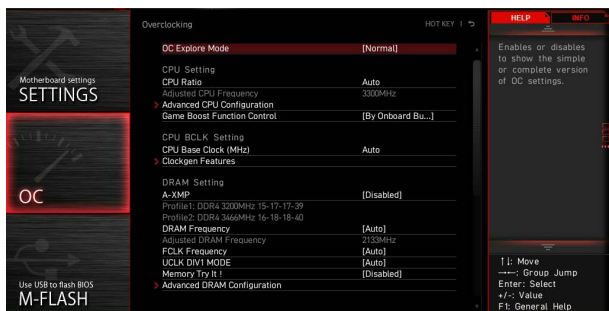 Overclocking
HOT KEY |
HELP
INFO
OC Explore Mode [Normal]
CPU Setting
CPU Ratio Auto
Adjusted CPU Frequency 3300MHz
Advanced CPU Configuration
Game Boost Function Control [By Onboard Bu...]
CPU BCLK Setting
CPU Base Clock (MHz) Auto
Clockgen Features
DRAM Setting
A-XMP [Disabled]
Profile1: DDR4 3200MHz 15-17-17-39
Profile2: DDR4 3466MHz 16-18-18-40
DRAM Frequency [Auto]
Adjusted DRAM Frequency 2133MHz
FCLK Frequency [Auto]
UCLK DIV1 MODE [Auto]
Memory Try It ! [Disabled]
Advanced DRAM Configuration
Motherboard settings
SETTINGS
OC
Use USB to flash BIOS
M-FLASH
Enables or disables
to show the simple
or complete version
of OC settings.
↑↓: Move
→←: Group Jump
Enter: Select
+/-: Value
F1: General Help